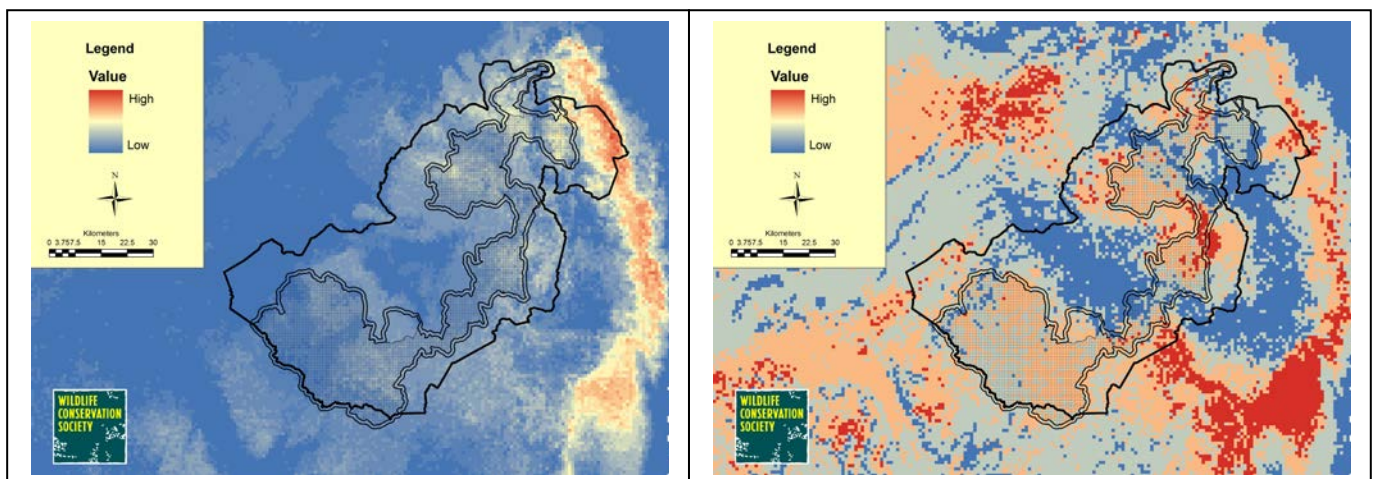 Legend
Value
High
Low
N
Kilometers
0 3.757.5 15 22.5 30
WILDLIFE
CONSERVATION
SOCIETY
Legend
Value
High
Low
N
Kilometers
0 3.757.5 15 22.5 30
WILDLIFE
CONSERVATION
SOCIETY